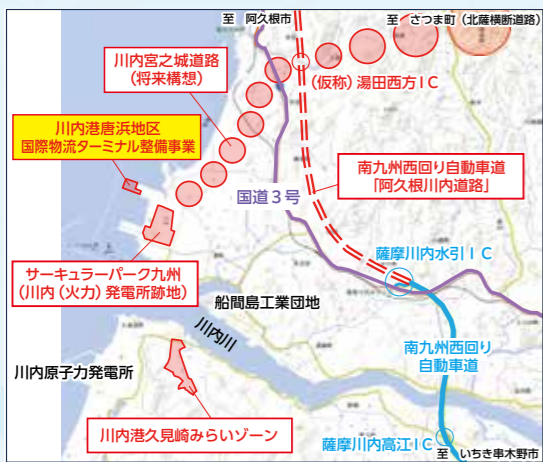 至 阿久根市
至 さつま町（北薩横断道路）
川内宮之城道路
（将来構想）
（仮称）湯田西方IC
川内港唐浜地区
国際物流ターミナル整備事業
南九州西回り自動車道
「阿久根川内道路」
国道3号
薩摩川内水引IC
サーキュラーパーク九州
（川内（火力）発電所跡地）
船間島工業団地
川内川
南九州西回り
自動車道
川内原子力発電所
川内港久見崎みらいゾーン
薩摩川内高江IC
至 いちき串木野市